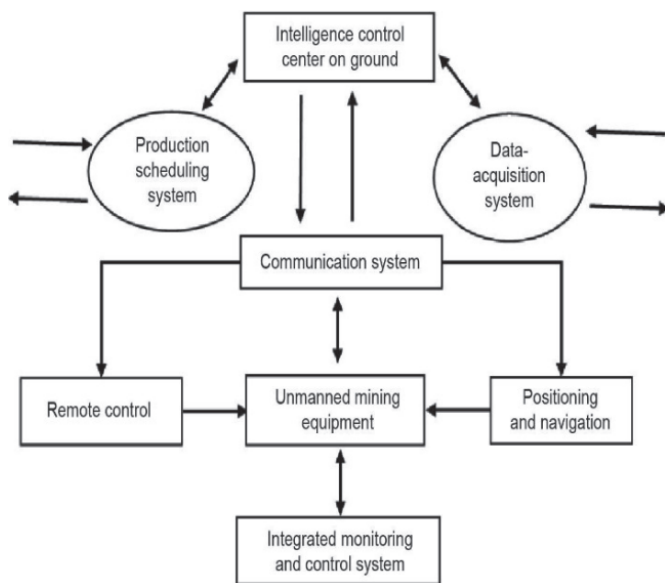 Intelligence control
center on ground
Production
scheduling
system
Data-
acquisition
system
Communication system
Remote control
Unmanned mining
equipment
Positioning
and navigation
Integrated monitoring
and control system